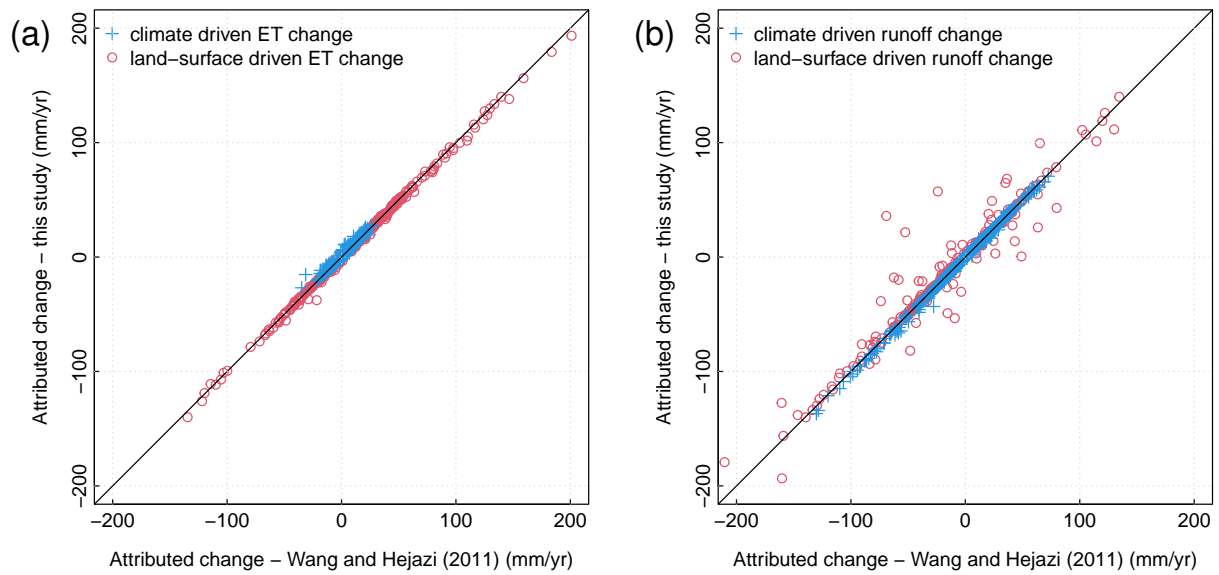 (a)
+ climate driven ET change
○ land−surface driven ET change
Attributed change − this study (mm/yr)
200
100
0
−100
−200
−200 −100 0 100 200
Attributed change − Wang and Hejazi (2011) (mm/yr)
(b)
+ climate driven runoff change
○ land−surface driven runoff change
Attributed change − this study (mm/yr)
200
100
0
−100
−200
−200 −100 0 100 200
Attributed change − Wang and Hejazi (2011) (mm/yr)